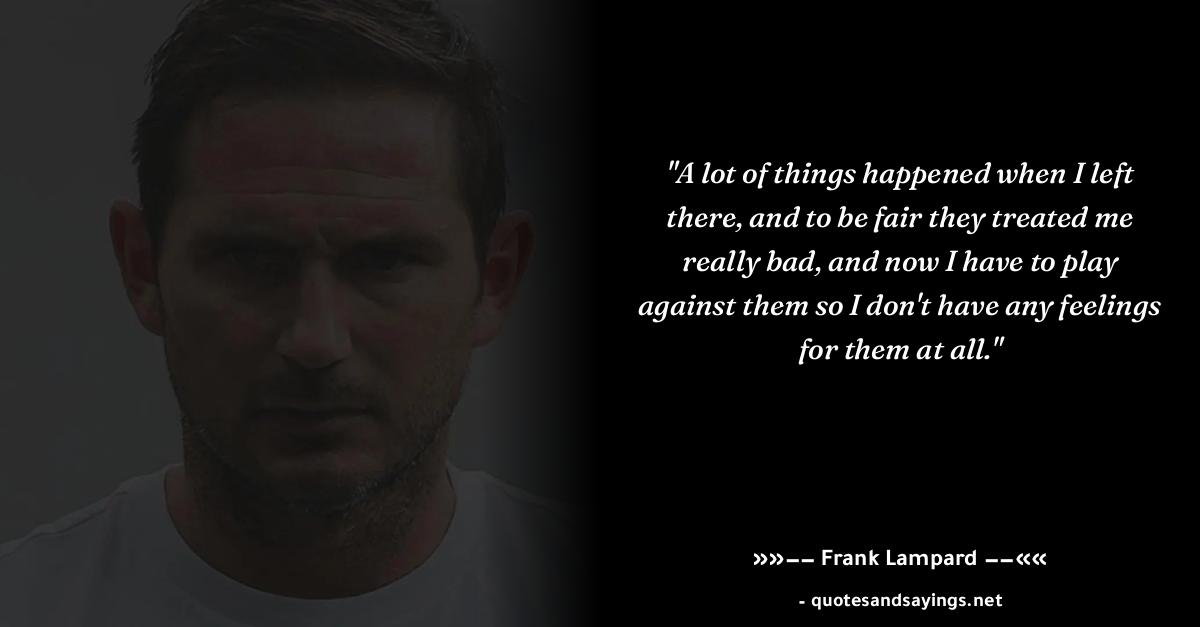 "A lot of things happened when I left
there, and to be fair they treated me
really bad, and now I have to play
against them so I don't have any feelings
for them at all."
»»−− Frank Lampard −−««
- quotesandsayings.net